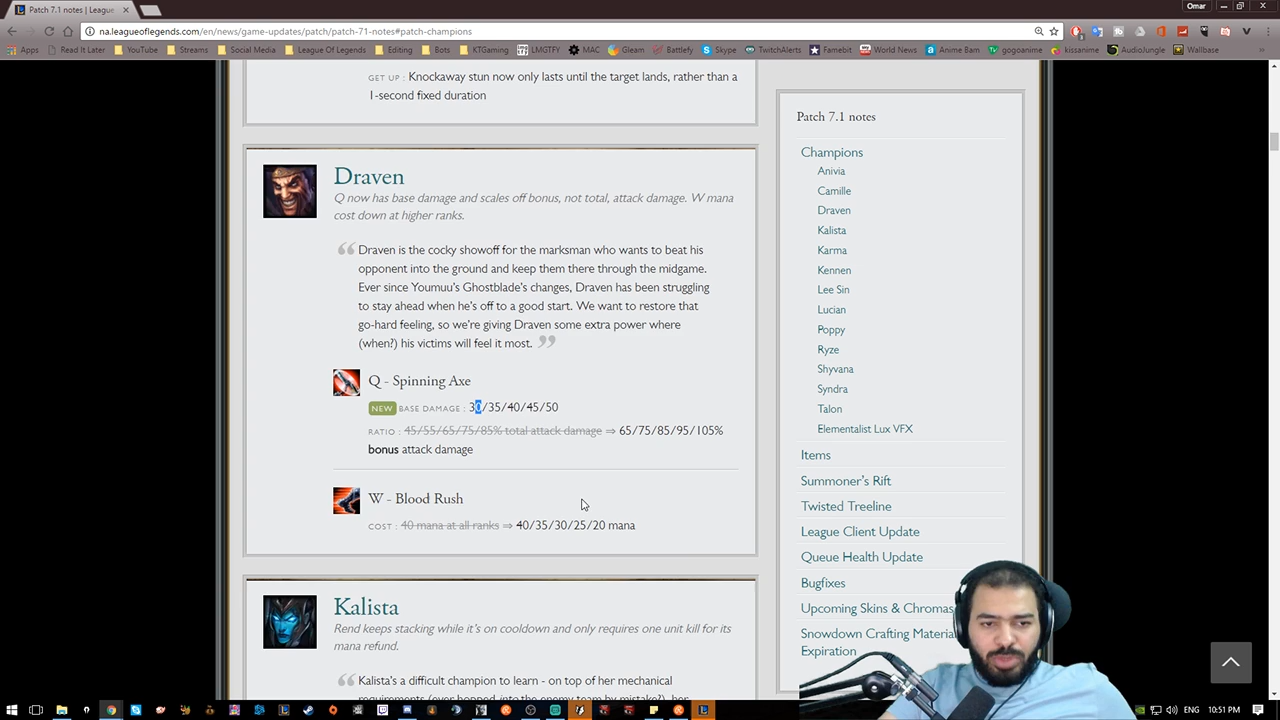 Patch 7.1 notes | League
Omar
na.leagueoflegends.com/en/news/game-updates/patch/patch-71-notes#patch-champions
Apps Read It Later YouTube Streams Social Media League Of Legends Editing Bots KTGaming LMGTFY MAC Gleam Battlefy Skype TwitchAlerts Famebit World News Anime Bam gogoanime kissanime AudioJungle Wallbase
GET UP : Knockaway stun now only lasts until the target lands, rather than a
1-second fixed duration
Draven
Q now has base damage and scales off bonus, not total, attack damage. W mana
cost down at higher ranks.
Draven is the cocky showoff for the marksman who wants to beat his
opponent into the ground and keep them there through the midgame.
Ever since Youmuu's Ghostblade's changes, Draven has been struggling
to stay ahead when he's off to a good start. We want to restore that
go-hard feeling, so we're giving Draven some extra power where
(when?) his victims will feel it most.
Q - Spinning Axe
NEW BASE DAMAGE : 30/35/40/45/50
RATIO : 45/55/65/75/85% total attack damage ⇒ 65/75/85/95/105%
bonus attack damage
W - Blood Rush
COST : 40 mana at all ranks ⇒ 40/35/30/25/20 mana
Kalista
Rend keeps stacking while it's on cooldown and only requires one unit kill for its
mana refund.
Kalista's a difficult champion to learn - on top of her mechanical
requirements (ever hopped into the enemy team by mistake?), her
Patch 7.1 notes
Champions
Anivia
Camille
Draven
Kalista
Karma
Kennen
Lee Sin
Lucian
Poppy
Ryze
Shyvana
Syndra
Talon
Elementalist Lux VFX
Items
Summoner's Rift
Twisted Treeline
League Client Update
Queue Health Update
Bugfixes
Upcoming Skins & Chromas
Snowdown Crafting Materia
Expiration
ENG 10:51 PM